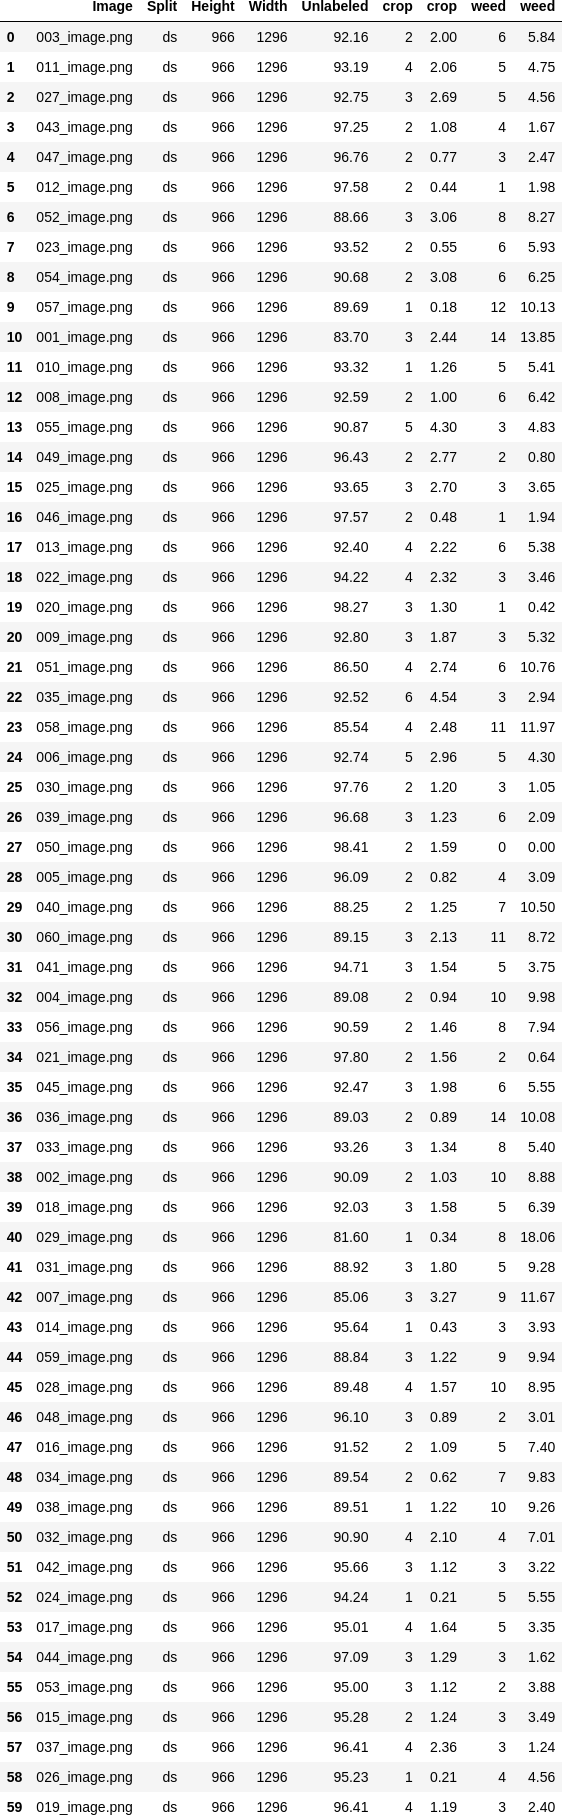 Image Split Height Width Unlabeled crop crop weed weed
0 003_image.png ds 966 1296 92.16 2 2.00 6 5.84
1 011_image.png ds 966 1296 93.19 4 2.06 5 4.75
2 027_image.png ds 966 1296 92.75 3 2.69 5 4.56
3 043_image.png ds 966 1296 97.25 2 1.08 4 1.67
4 047_image.png ds 966 1296 96.76 2 0.77 3 2.47
5 012_image.png ds 966 1296 97.58 2 0.44 1 1.98
6 052_image.png ds 966 1296 88.66 3 3.06 8 8.27
7 023_image.png ds 966 1296 93.52 2 0.55 6 5.93
8 054_image.png ds 966 1296 90.68 2 3.08 6 6.25
9 057_image.png ds 966 1296 89.69 1 0.18 12 10.13
10 001_image.png ds 966 1296 83.70 3 2.44 14 13.85
11 010_image.png ds 966 1296 93.32 1 1.26 5 5.41
12 008_image.png ds 966 1296 92.59 2 1.00 6 6.42
13 055_image.png ds 966 1296 90.87 5 4.30 3 4.83
14 049_image.png ds 966 1296 96.43 2 2.77 2 0.80
15 025_image.png ds 966 1296 93.65 3 2.70 3 3.65
16 046_image.png ds 966 1296 97.57 2 0.48 1 1.94
17 013_image.png ds 966 1296 92.40 4 2.22 6 5.38
18 022_image.png ds 966 1296 94.22 4 2.32 3 3.46
19 020_image.png ds 966 1296 98.27 3 1.30 1 0.42
20 009_image.png ds 966 1296 92.80 3 1.87 3 5.32
21 051_image.png ds 966 1296 86.50 4 2.74 6 10.76
22 035_image.png ds 966 1296 92.52 6 4.54 3 2.94
23 058_image.png ds 966 1296 85.54 4 2.48 11 11.97
24 006_image.png ds 966 1296 92.74 5 2.96 5 4.30
25 030_image.png ds 966 1296 97.76 2 1.20 3 1.05
26 039_image.png ds 966 1296 96.68 3 1.23 6 2.09
27 050_image.png ds 966 1296 98.41 2 1.59 0 0.00
28 005_image.png ds 966 1296 96.09 2 0.82 4 3.09
29 040_image.png ds 966 1296 88.25 2 1.25 7 10.50
30 060_image.png ds 966 1296 89.15 3 2.13 11 8.72
31 041_image.png ds 966 1296 94.71 3 1.54 5 3.75
32 004_image.png ds 966 1296 89.08 2 0.94 10 9.98
33 056_image.png ds 966 1296 90.59 2 1.46 8 7.94
34 021_image.png ds 966 1296 97.80 2 1.56 2 0.64
35 045_image.png ds 966 1296 92.47 3 1.98 6 5.55
36 036_image.png ds 966 1296 89.03 2 0.89 14 10.08
37 033_image.png ds 966 1296 93.26 3 1.34 8 5.40
38 002_image.png ds 966 1296 90.09 2 1.03 10 8.88
39 018_image.png ds 966 1296 92.03 3 1.58 5 6.39
40 029_image.png ds 966 1296 81.60 1 0.34 8 18.06
41 031_image.png ds 966 1296 88.92 3 1.80 5 9.28
42 007_image.png ds 966 1296 85.06 3 3.27 9 11.67
43 014_image.png ds 966 1296 95.64 1 0.43 3 3.93
44 059_image.png ds 966 1296 88.84 3 1.22 9 9.94
45 028_image.png ds 966 1296 89.48 4 1.57 10 8.95
46 048_image.png ds 966 1296 96.10 3 0.89 2 3.01
47 016_image.png ds 966 1296 91.52 2 1.09 5 7.40
48 034_image.png ds 966 1296 89.54 2 0.62 7 9.83
49 038_image.png ds 966 1296 89.51 1 1.22 10 9.26
50 032_image.png ds 966 1296 90.90 4 2.10 4 7.01
51 042_image.png ds 966 1296 95.66 3 1.12 3 3.22
52 024_image.png ds 966 1296 94.24 1 0.21 5 5.55
53 017_image.png ds 966 1296 95.01 4 1.64 5 3.35
54 044_image.png ds 966 1296 97.09 3 1.29 3 1.62
55 053_image.png ds 966 1296 95.00 3 1.12 2 3.88
56 015_image.png ds 966 1296 95.28 2 1.24 3 3.49
57 037_image.png ds 966 1296 96.41 4 2.36 3 1.24
58 026_image.png ds 966 1296 95.23 1 0.21 4 4.56
59 019_image.png ds 966 1296 96.41 4 1.19 3 2.40